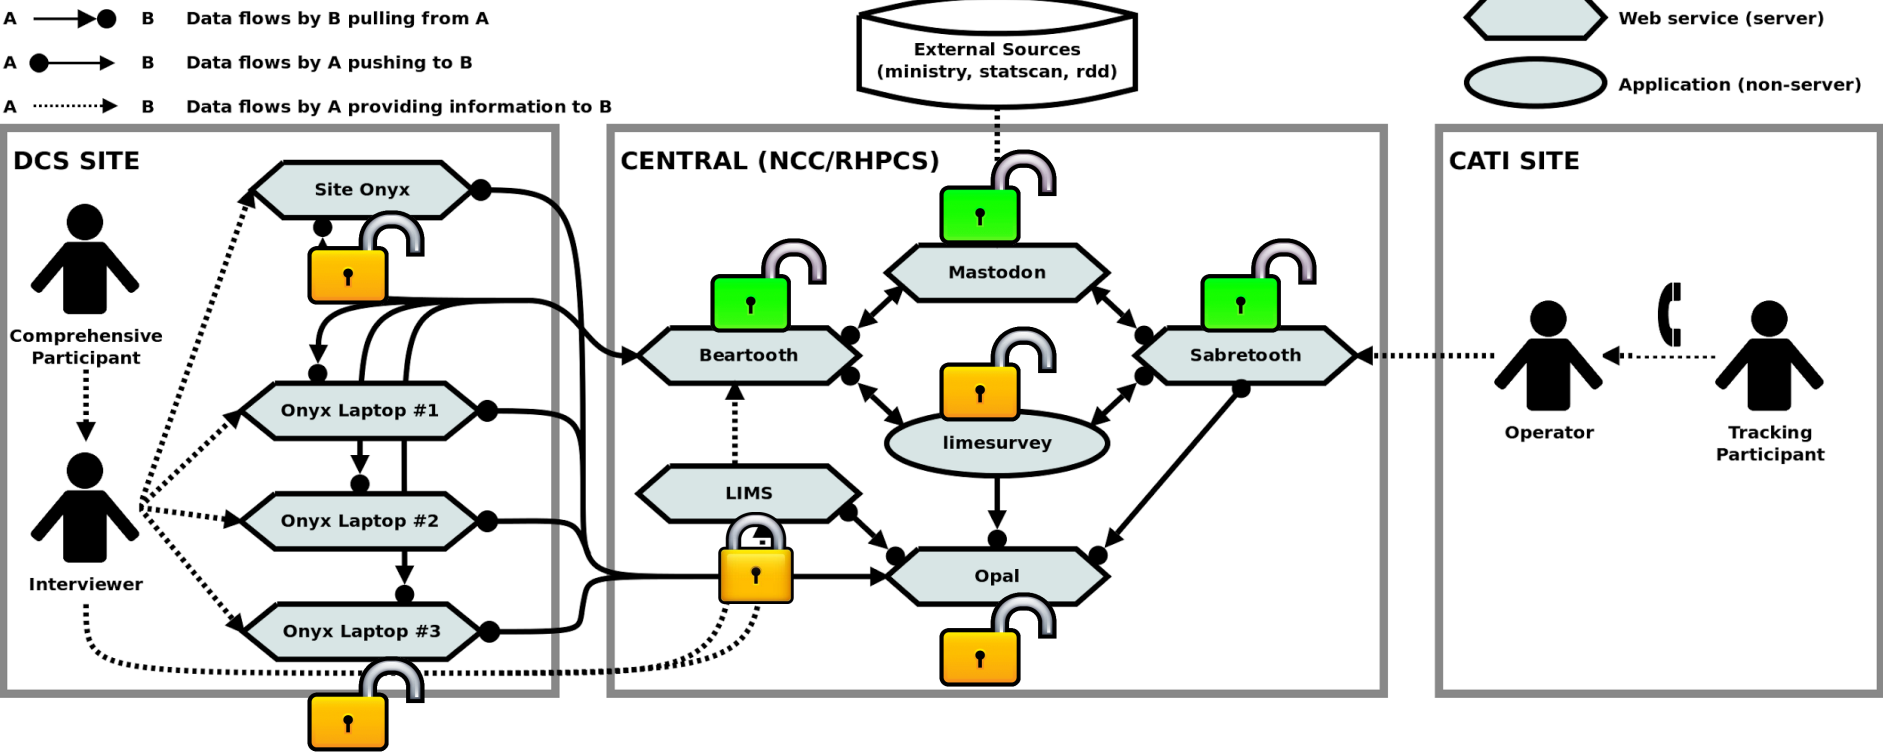 A B Data flows by B pulling from A
A B Data flows by A pushing to B
A B Data flows by A providing information to B
External Sources
(ministry, statscan, rdd)
Web service (server)
Application (non-server)
DCS SITE
Site Onyx
Comprehensive
Participant
Onyx Laptop #1
Onyx Laptop #2
Interviewer
Onyx Laptop #3
CENTRAL (NCC/RHPCS)
Mastodon
Beartooth
Sabretooth
limesurvey
LIMS
Opal
CATI SITE
Operator
Tracking
Participant